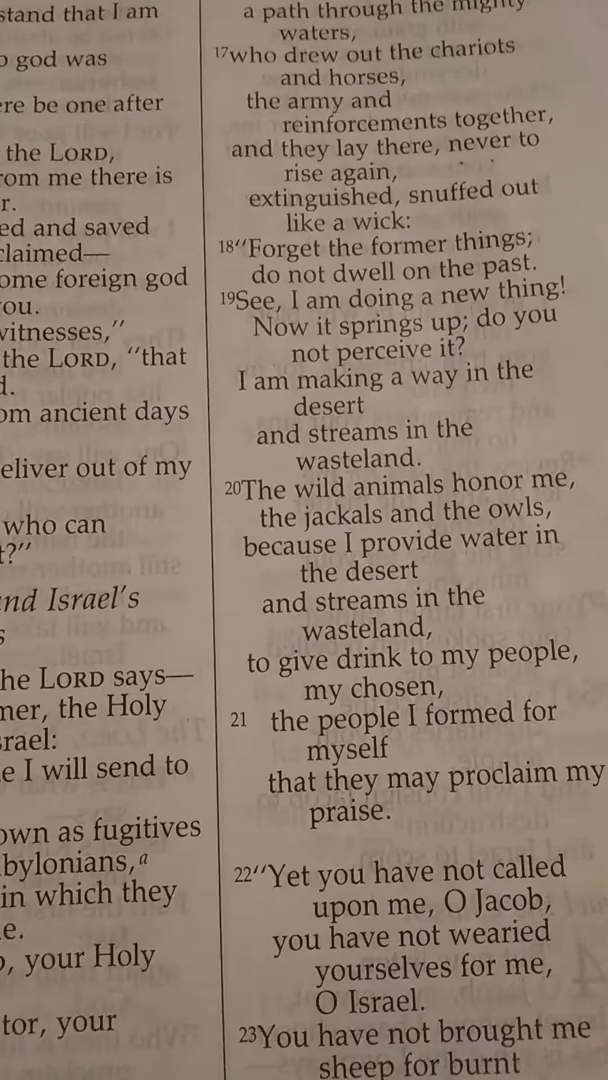 stand that I am
god was
ere be one after
the LORD,
rom me there is
r.
ed and saved
claimed—
ome foreign god
you.
witnesses,”
the LORD, “that
d.
om ancient days
eliver out of my
who can
t?”
nd Israel's
s
he LORD says—
mer, the Holy
srael:
e I will send to
own as fugitives
bylonians,a
in which they
e.
o, your Holy
tor, your
a path through the mighty
waters,
17who drew out the chariots
and horses,
the army and
reinforcements together,
and they lay there, never to
rise again,
extinguished, snuffed out
like a wick:
18“Forget the former things;
do not dwell on the past.
19See, I am doing a new thing!
Now it springs up; do you
not perceive it?
I am making a way in the
desert
and streams in the
wasteland.
20The wild animals honor me,
the jackals and the owls,
because I provide water in
the desert
and streams in the
wasteland,
to give drink to my people,
my chosen,
21 the people I formed for
myself
that they may proclaim my
praise.
22“Yet you have not called
upon me, O Jacob,
you have not wearied
yourselves for me,
O Israel.
23You have not brought me
sheep for burnt